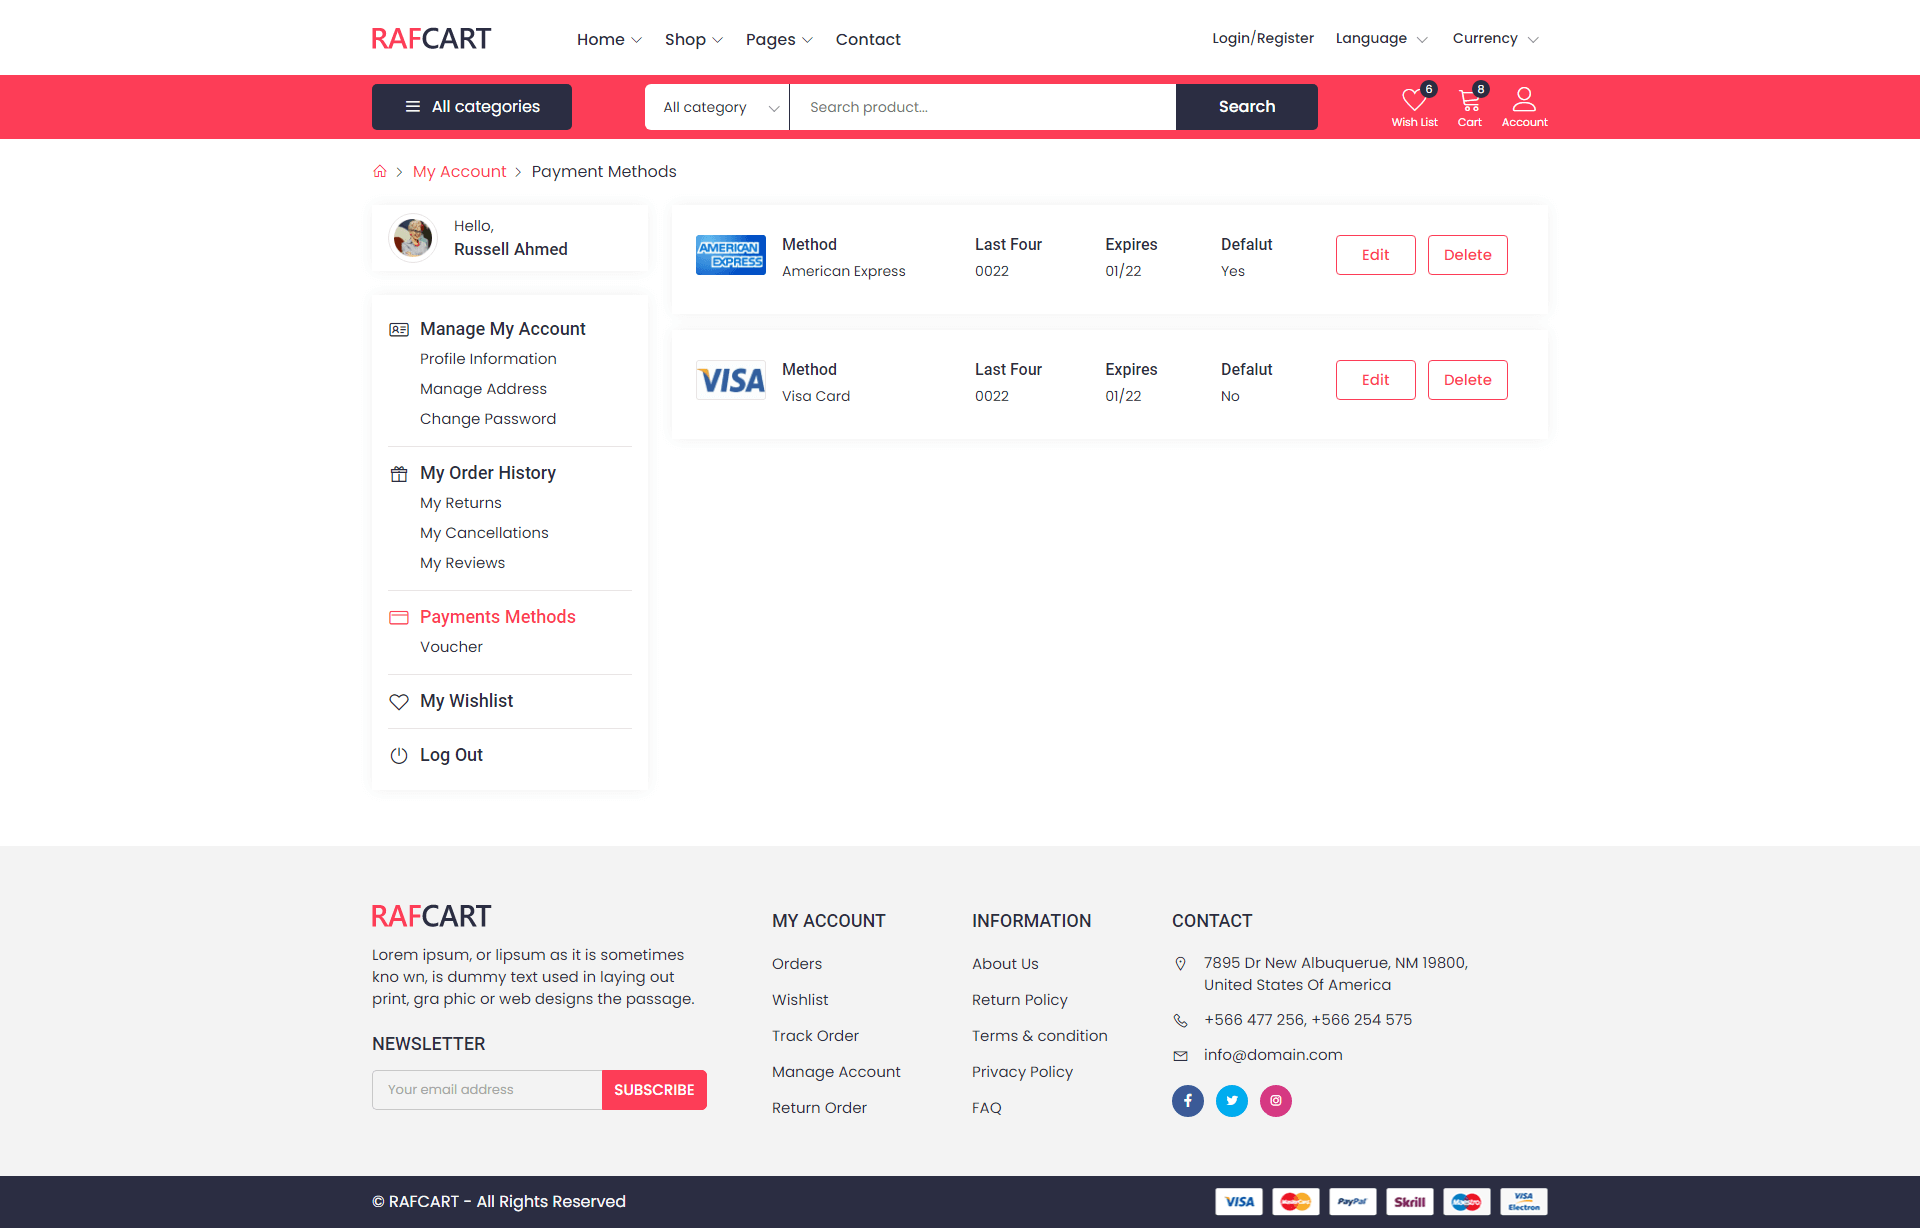 RAFCART
Home
Shop
Pages
Contact
Login/Register
Language
Currency
All categories
All category
Search product...
Search
6
Wish List
8
Cart
Account
My Account
Payment Methods
Hello,
Russell Ahmed
Manage My Account
Profile Information
Manage Address
Change Password
My Order History
My Returns
My Cancellations
My Reviews
Payments Methods
Voucher
My Wishlist
Log Out
AMERICAN
EXPRESS
Method
American Express
Last Four
0022
Expires
01/22
Defalut
Yes
Edit
Delete
VISA
Method
Visa Card
Last Four
0022
Expires
01/22
Defalut
No
Edit
Delete
RAFCART
Lorem ipsum, or lipsum as it is sometimes
kno wn, is dummy text used in laying out
print, gra phic or web designs the passage.
NEWSLETTER
Your email address
SUBSCRIBE
MY ACCOUNT
Orders
Wishlist
Track Order
Manage Account
Return Order
INFORMATION
About Us
Return Policy
Terms & condition
Privacy Policy
FAQ
CONTACT
7895 Dr New Albuquerue, NM 19800,
United States Of America
+566 477 256, +566 254 575
info@domain.com
© RAFCART - All Rights Reserved
VISA
MasterCard
PayPal
Skrill
Maestro
VISA
Electron